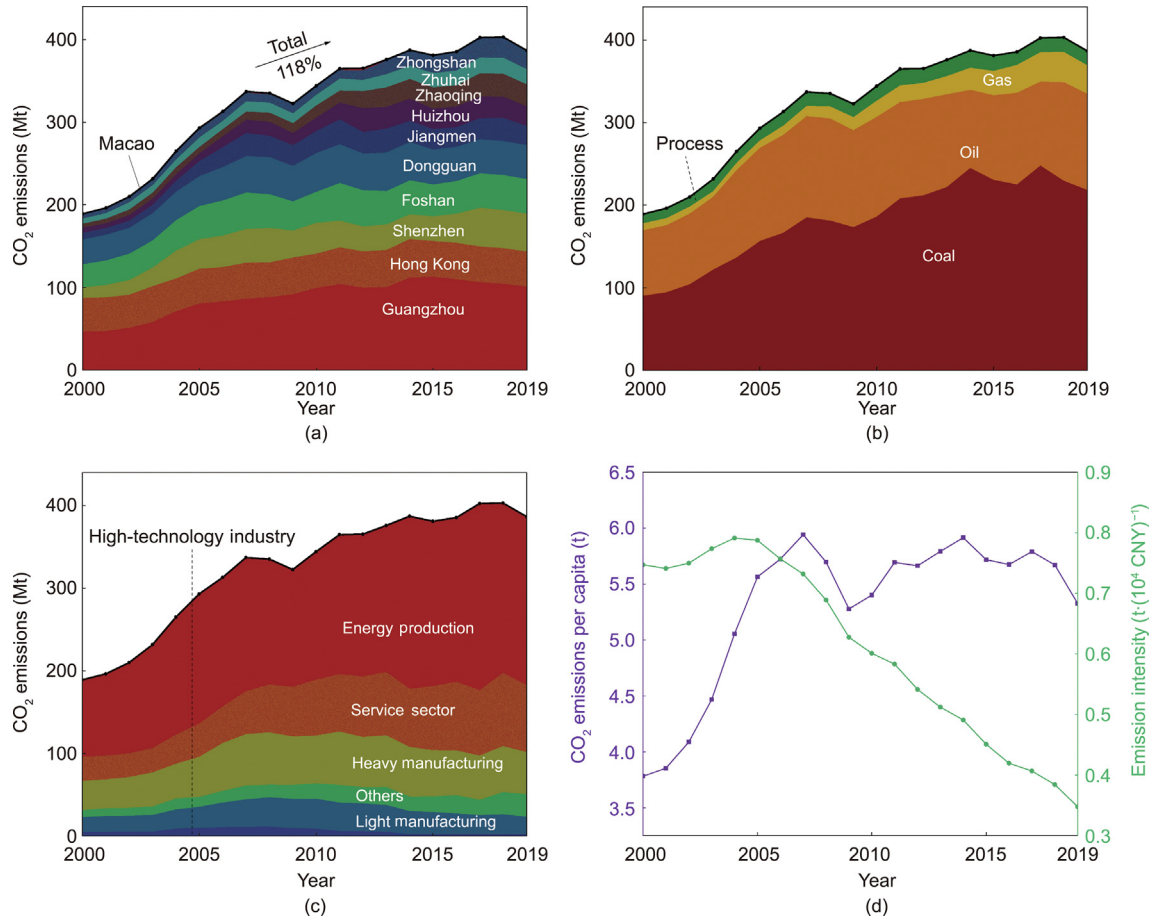 400
300
200
100
0
CO₂ emissions (Mt)
Total
118%
Macao
Zhongshan
Zhuhai
Zhaoqing
Huizhou
Jiangmen
Dongguan
Foshan
Shenzhen
Hong Kong
Guangzhou
2000
2005
2010
2015
2019
Year
(a)
400
300
200
100
0
CO₂ emissions (Mt)
Process
Gas
Oil
Coal
2000
2005
2010
2015
2019
Year
(b)
400
300
200
100
0
CO₂ emissions (Mt)
High-technology industry
Energy production
Service sector
Heavy manufacturing
Others
Light manufacturing
2000
2005
2010
2015
2019
Year
(c)
6.5
6.0
5.5
5.0
4.5
4.0
3.5
CO₂ emissions per capita (t)
0.9
0.8
0.7
0.6
0.5
0.4
0.3
Emission intensity (t·(10⁴ CNY)⁻¹)
2000
2005
2010
2015
2019
Year
(d)